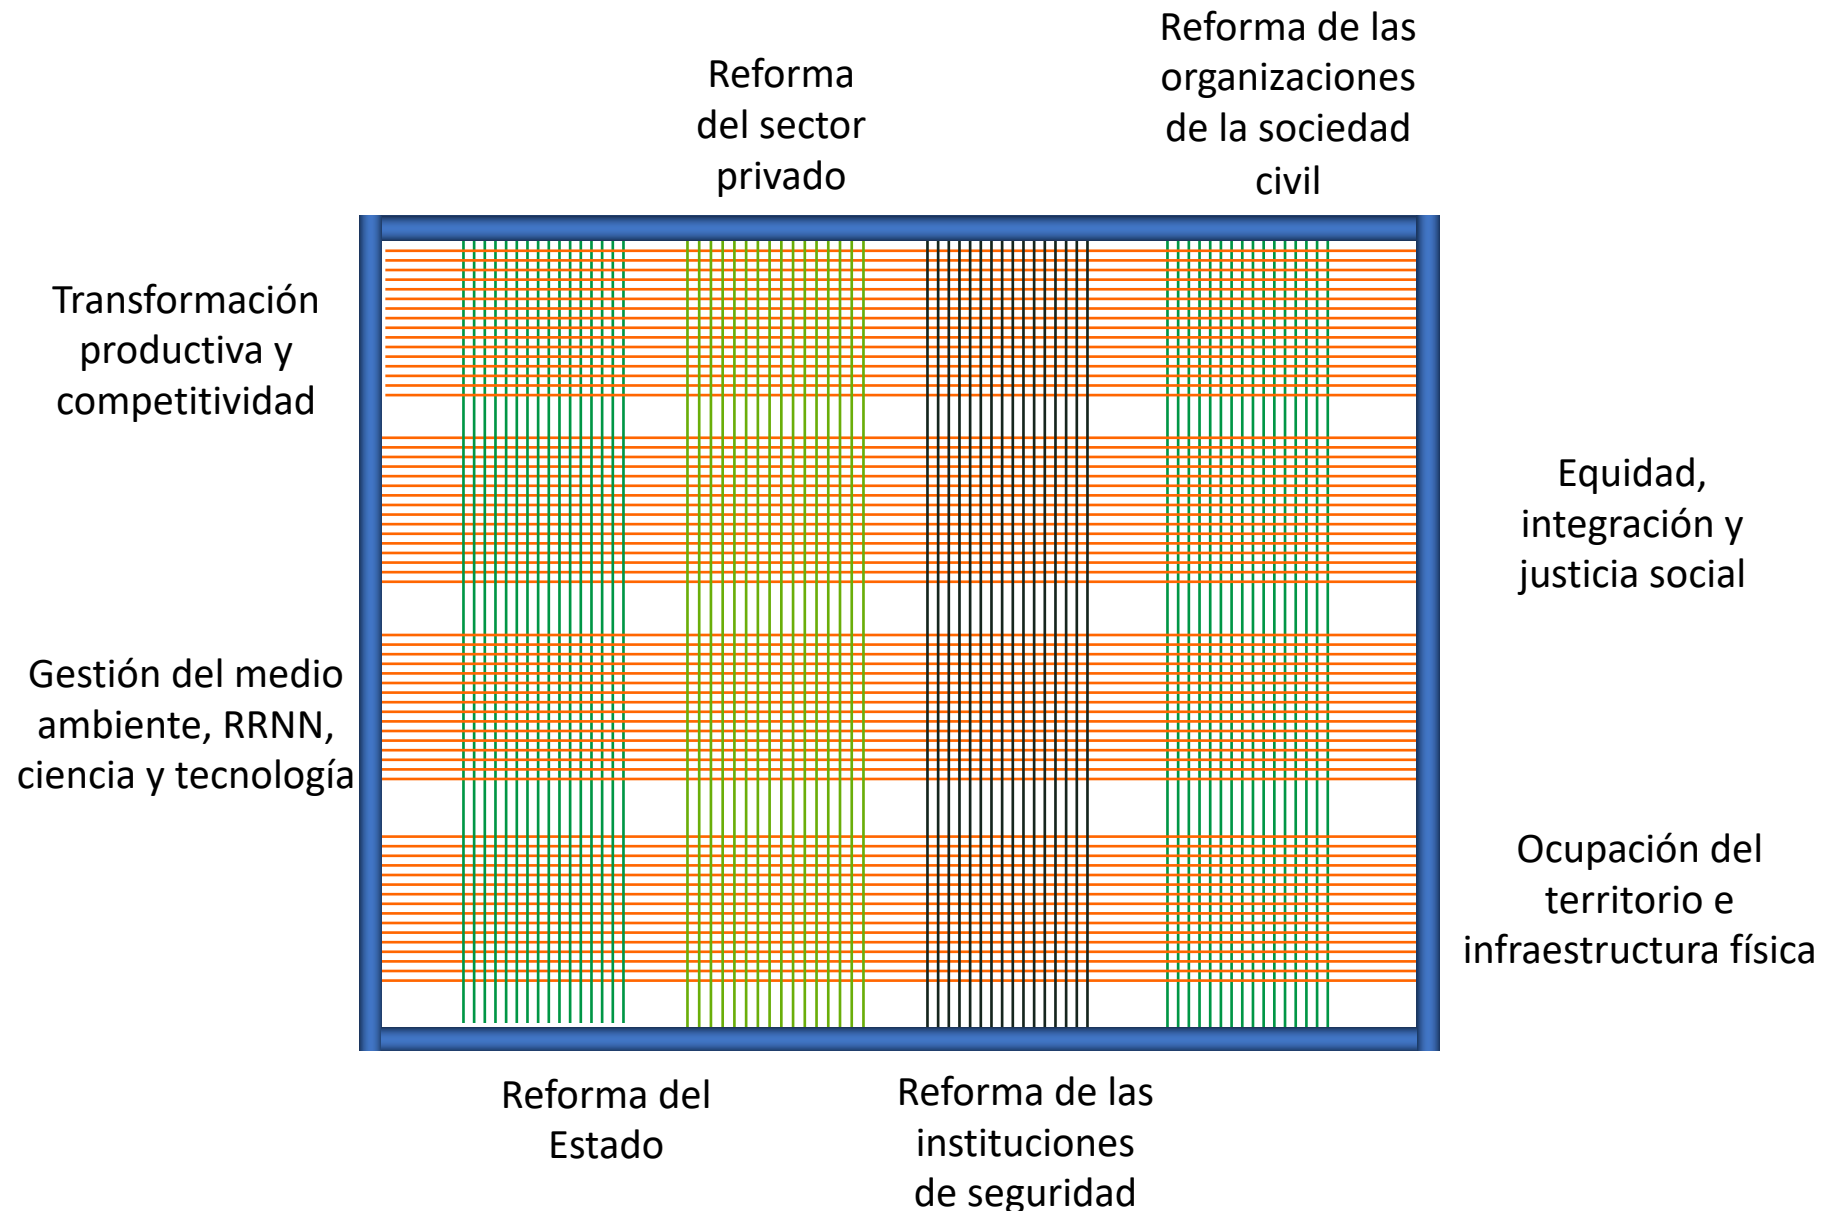 Reforma
del sector
privado
Reforma de las
organizaciones
de la sociedad
civil
Transformación
productiva y
competitividad
Equidad,
integración y
justicia social
Gestión del medio
ambiente, RRNN,
ciencia y tecnología
Ocupación del
territorio e
infraestructura física
Reforma del
Estado
Reforma de las
instituciones
de seguridad